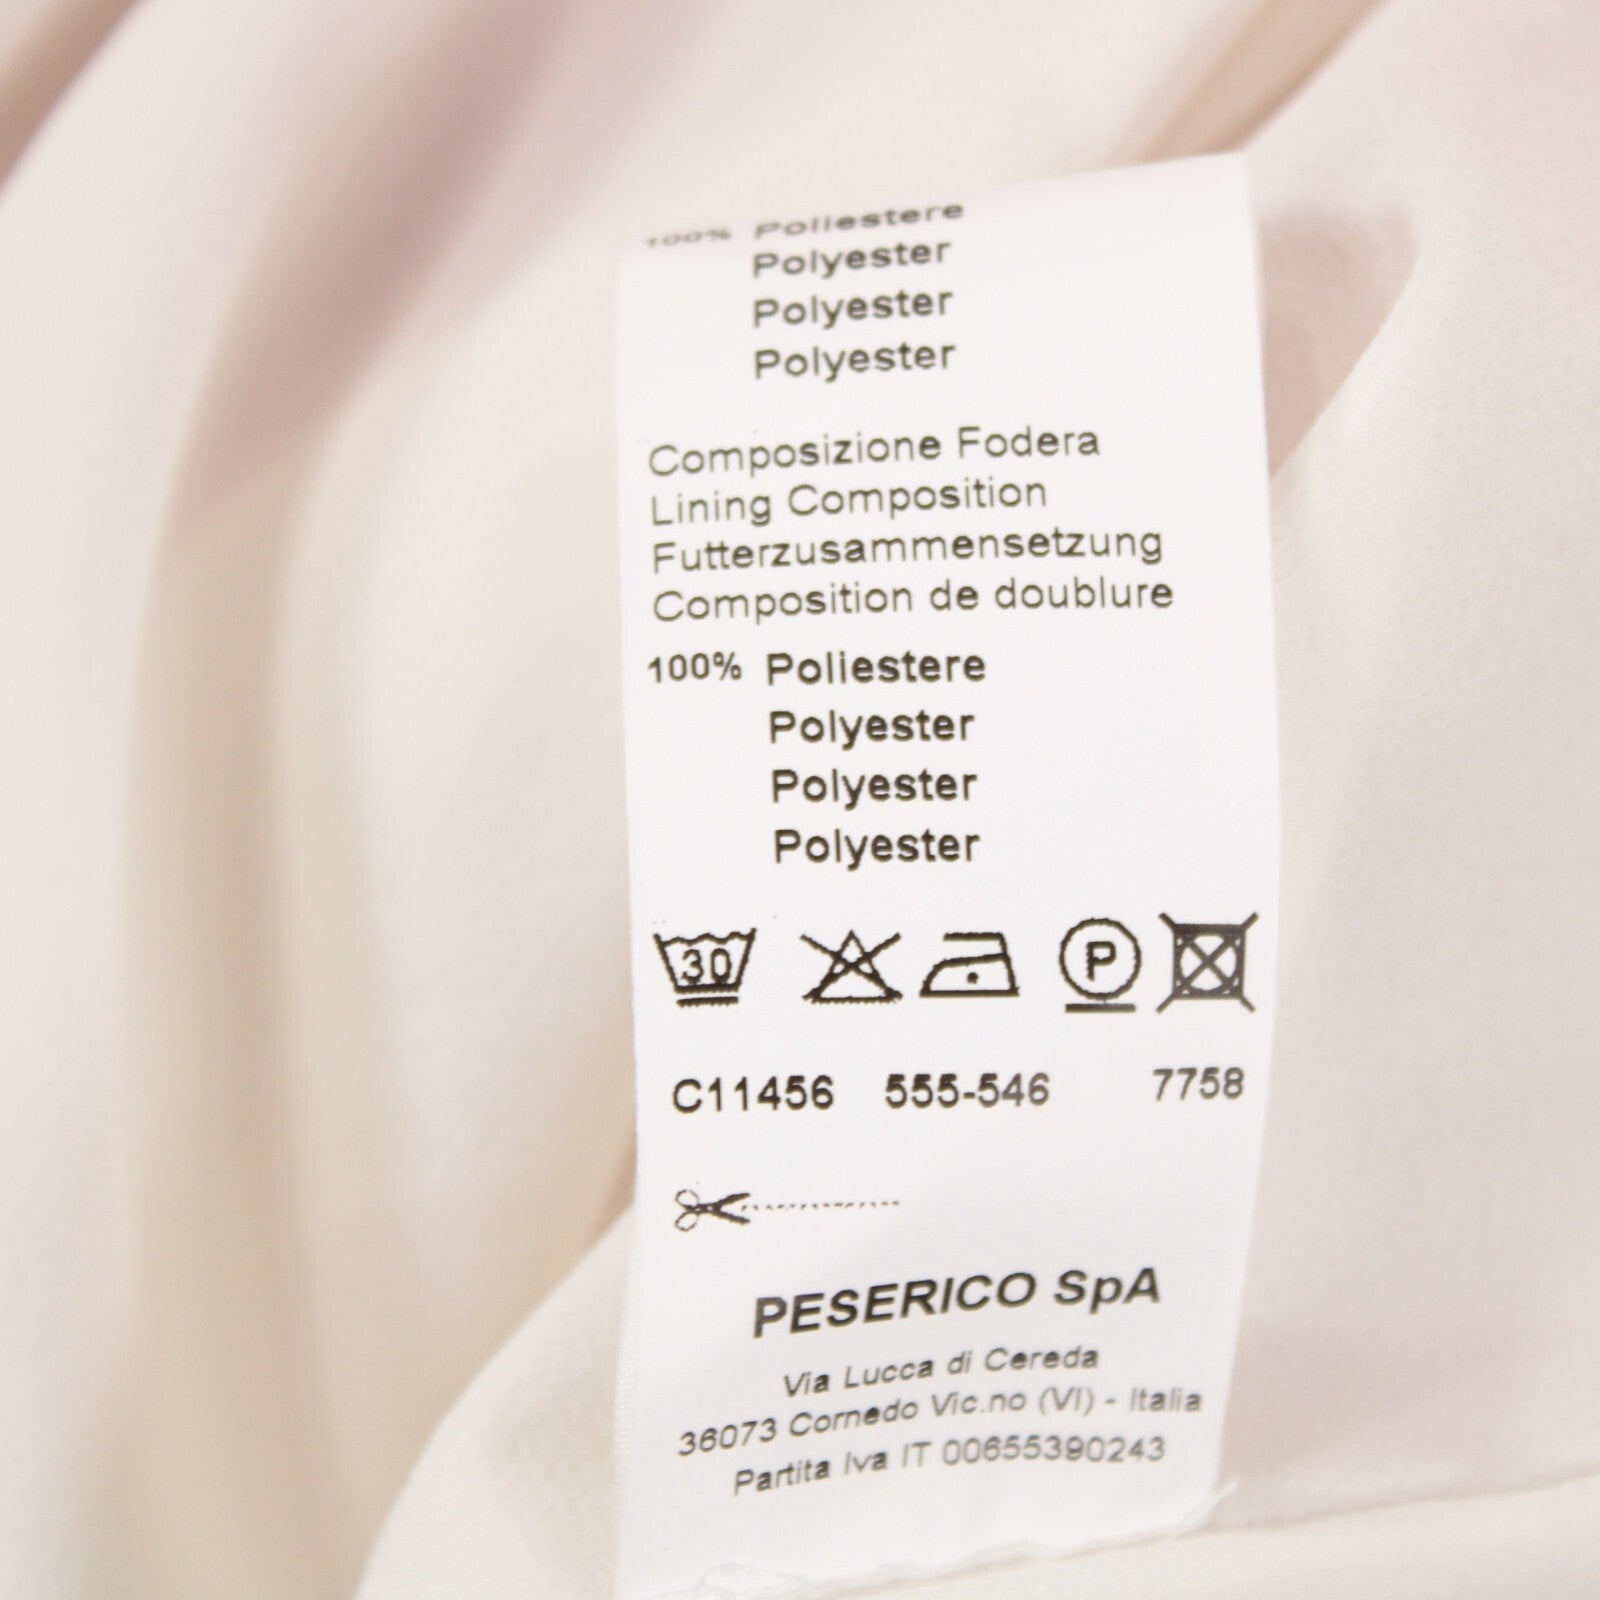 100% Poliestere
Polyester
Polyester
Polyester
Composizione Fodera
Lining Composition
Futterzusammensetzung
Composition de doublure
100% Poliestere
Polyester
Polyester
Polyester
30 P
C11456 555-546 7758
PESERICO SpA
Via Lucca di Cereda
36073 Cornedo Vic.no (VI) - Italia
Partita Iva IT 00655390243